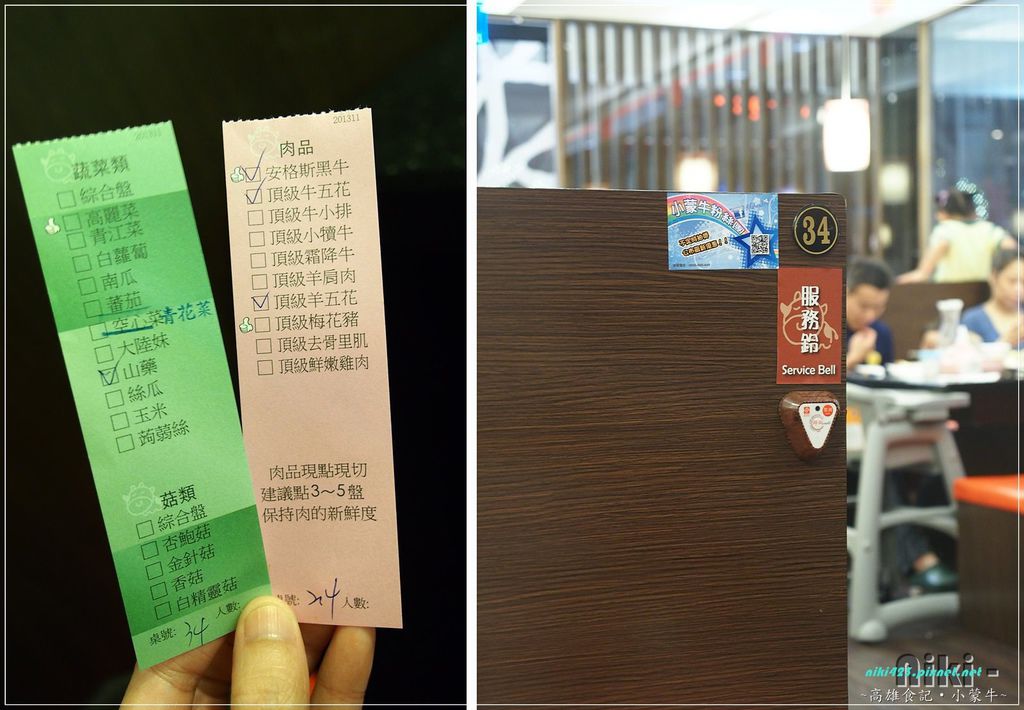 201311
蔬菜類
綜合盤
高麗菜
青江菜
白蘿蔔
南瓜
蕃茄
空心菜青花菜
大陸妹
山藥
絲瓜
玉米
蒟蒻絲
菇類
綜合盤
杏鮑菇
金針菇
香菇
白精靈菇
桌號: 34 人數:
201311
肉品
安格斯黑牛
頂級牛五花
頂級牛小排
頂級小犢牛
頂級霜降牛
頂級羊肩肉
頂級羊五花
頂級梅花豬
頂級去骨里肌
頂級鮮嫩雞肉
肉品現點現切
建議點3～5盤
保持肉的新鮮度
號: 34 人數:
小蒙牛粉絲團
34
服務鈴
Service Bell
Niki -
niki425.pixnet.net
~高雄食記・小蒙牛~